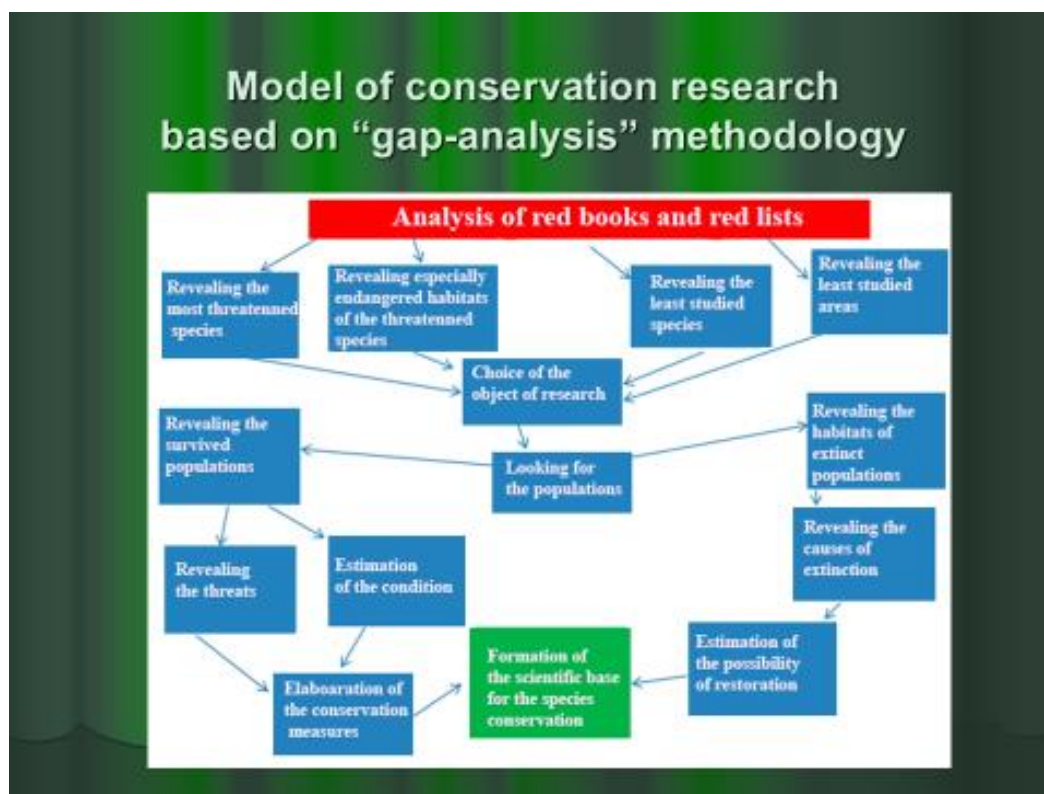 Model of conservation research
based on “gap-analysis” methodology
Analysis of red books and red lists
Revealing the
most threatenned
species
Revealing especially
endangered habitats
of the threatenned
species
Revealing the
least studied
species
Revealing the
least studied
areas
Choice of the
object of research
Revealing the
survived
populations
Looking for
the populations
Revealing the
habitats of
extinct
populations
Revealing
the threats
Estimation
of the condition
Revealing the
causes of
extinction
Elaboaration of
the conservation
measures
Formation of
the scientific base
for the species
conservation
Estimation of
the possibility
of restoration